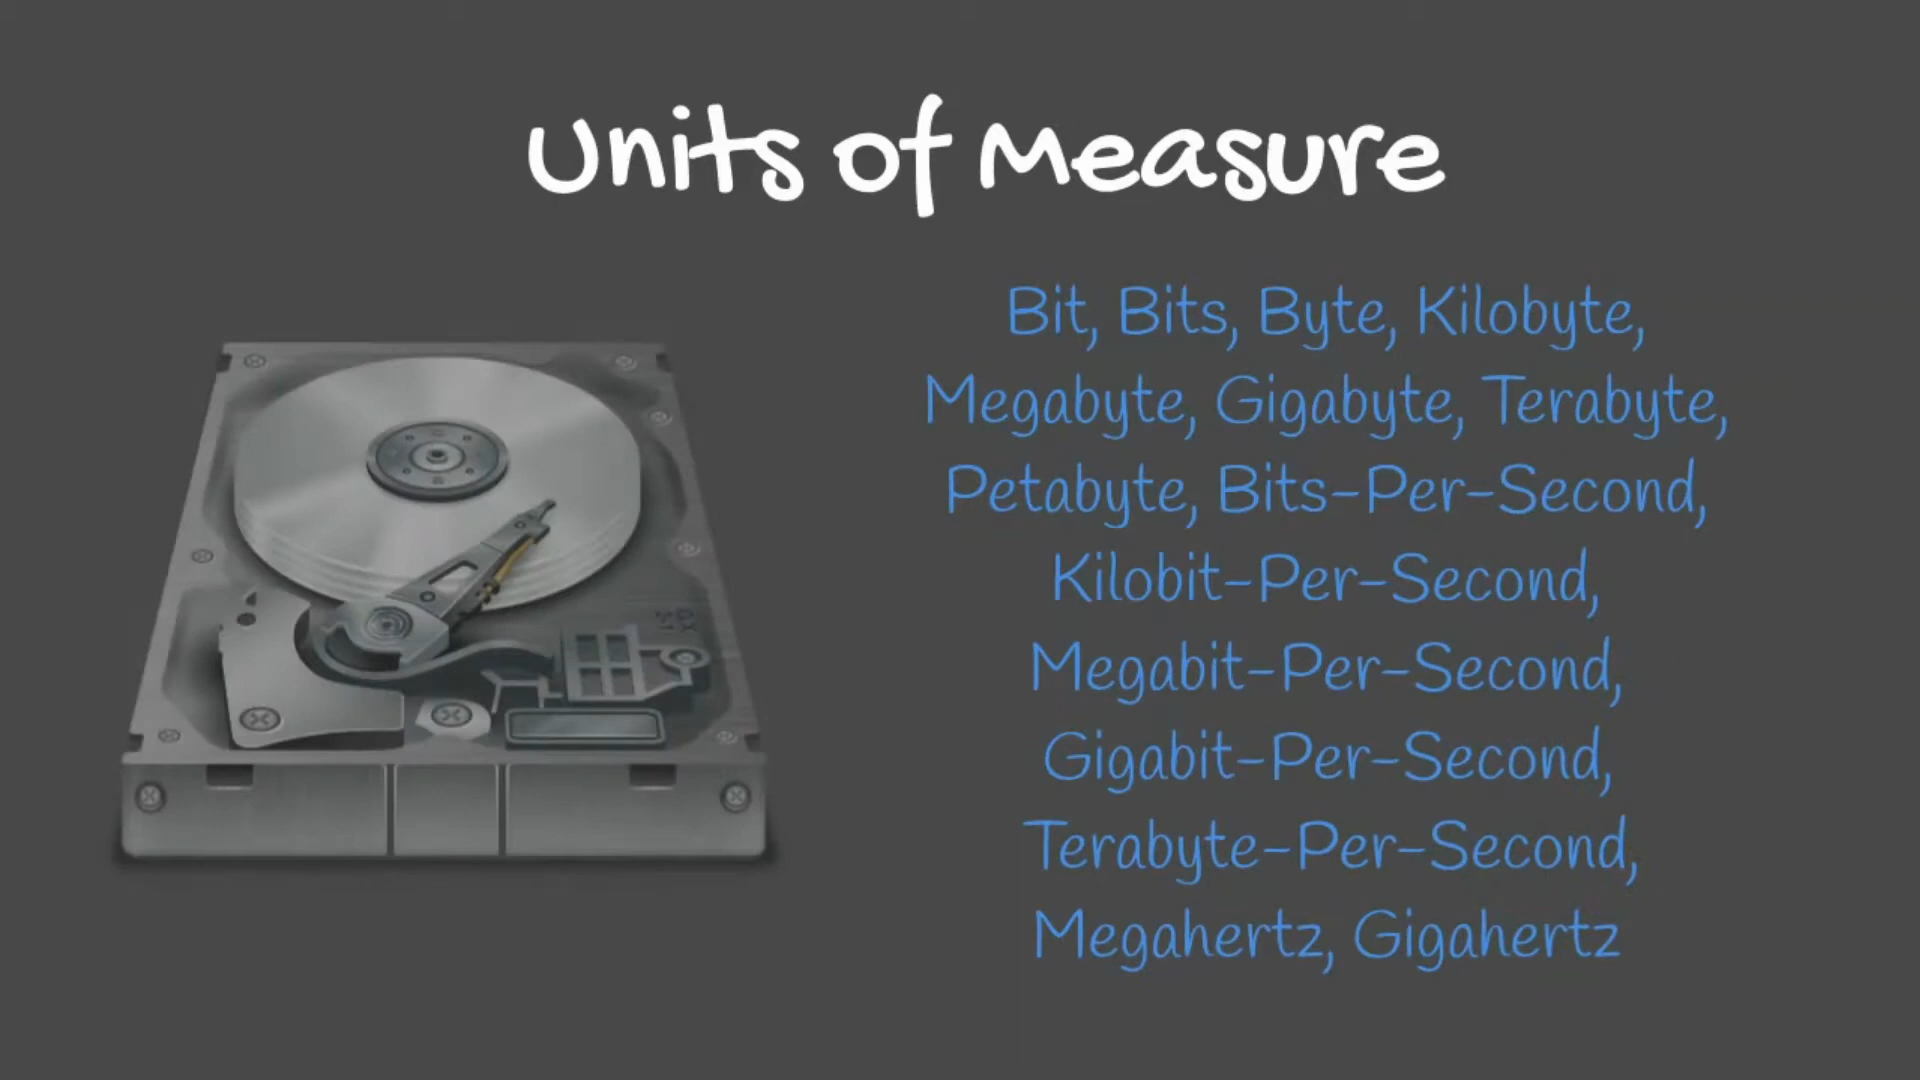 Units of Measure
Bit, Bits, Byte, Kilobyte,
Megabyte, Gigabyte, Terabyte,
Petabyte, Bits-Per-Second,
Kilobit-Per-Second,
Megabit-Per-Second,
Gigabit-Per-Second,
Terabyte-Per-Second,
Megahertz, Gigahertz